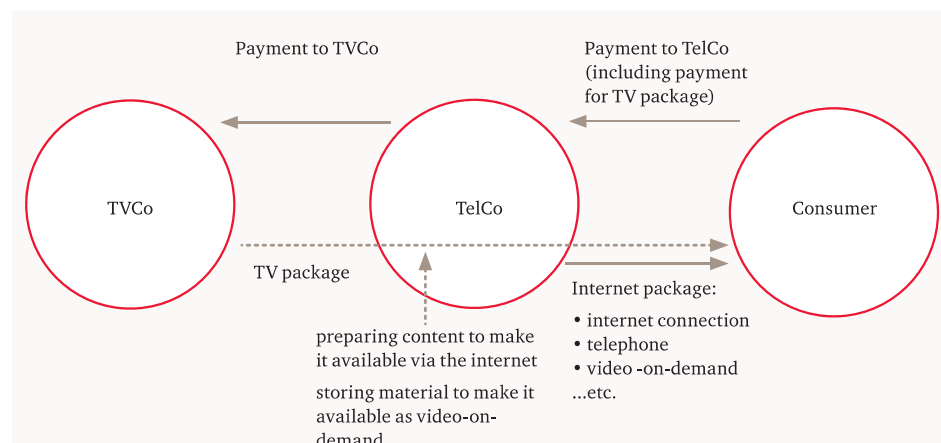 Payment to TVCo
Payment to TelCo
(including payment
for TV package)
TVCo
TelCo
Consumer
TV package
Internet package:
• internet connection
• telephone
• video -on-demand
...etc.
preparing content to make
it available via the internet
storing material to make it
available as video-on-
demand